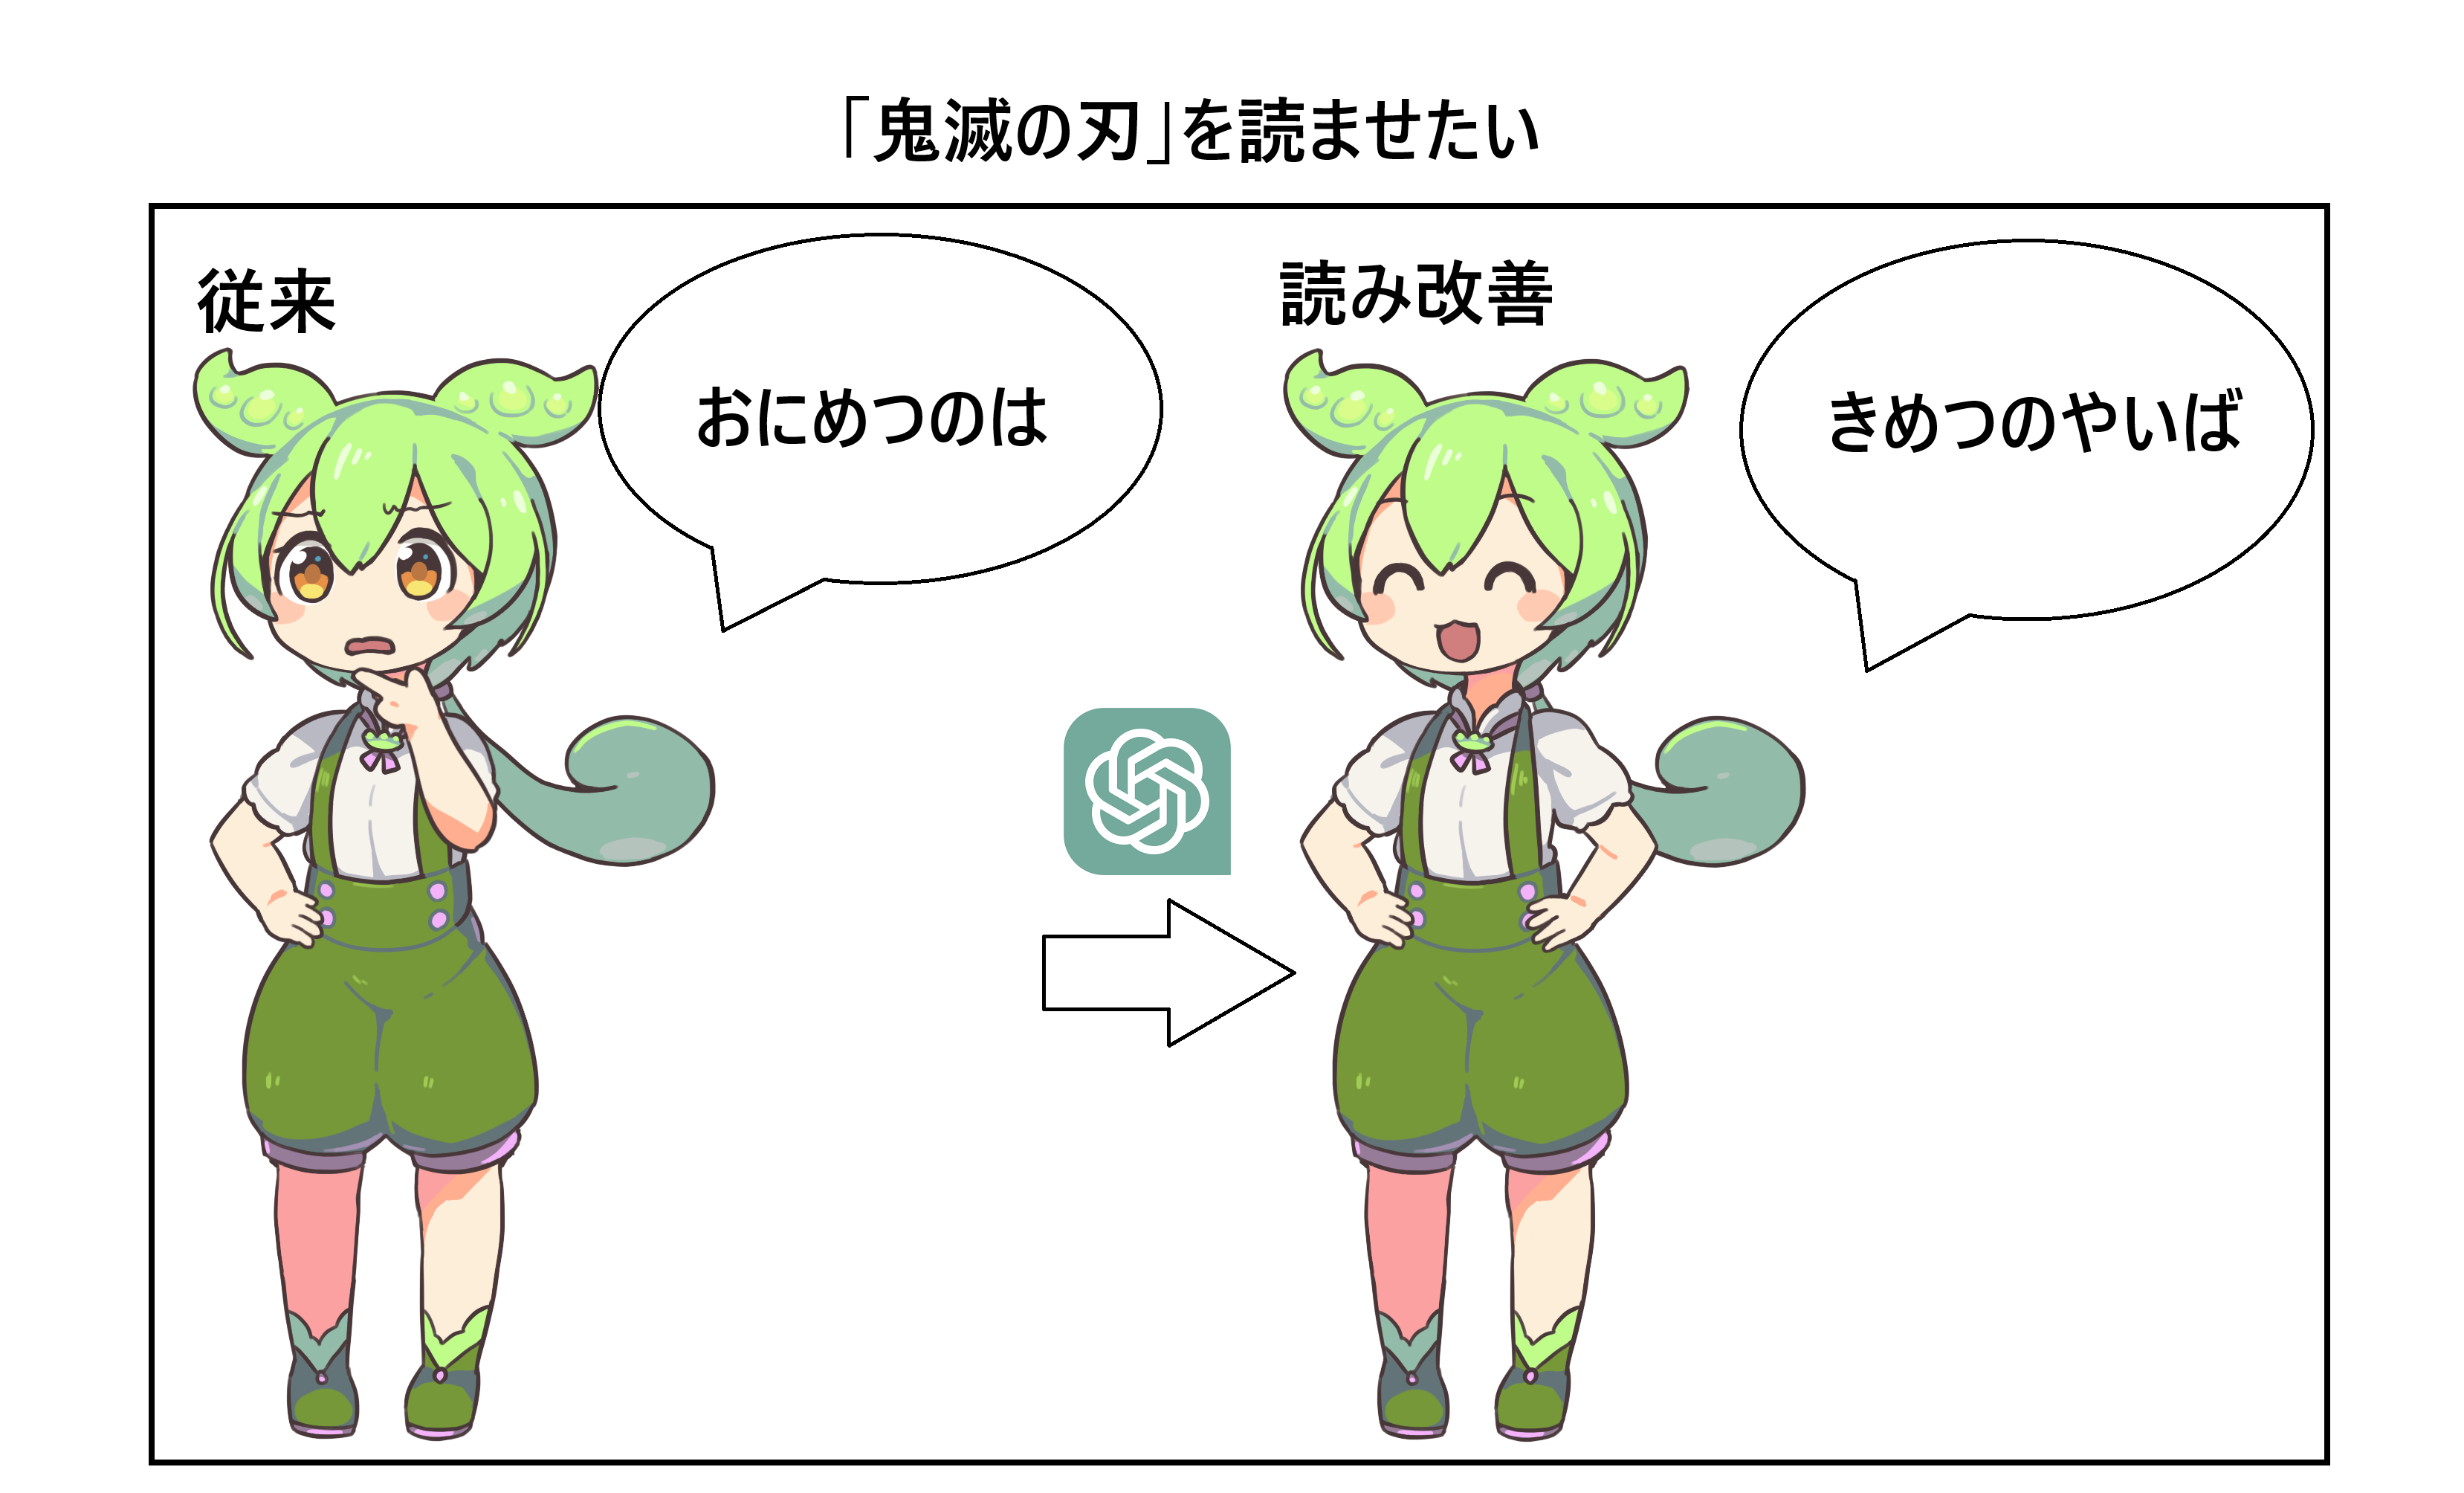 「鬼滅の刃」を読ませたい
従来
おにめつのは
読み改善
きめつのやいば